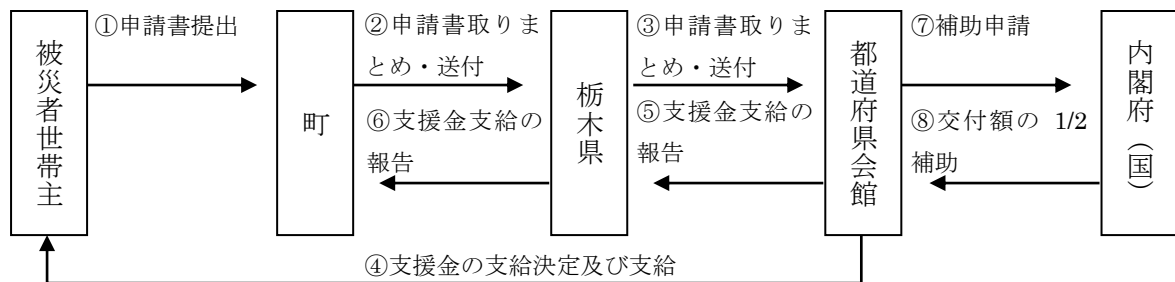 被災者世帯主
①申請書提出
町
②申請書取りま
とめ・送付
⑥支援金支給の
報告
栃木県
③申請書取りま
とめ・送付
⑤支援金支給の
報告
都道府県会館
⑦補助申請
⑧交付額の 1/2
補助
内閣府（国）
④支援金の支給決定及び支給